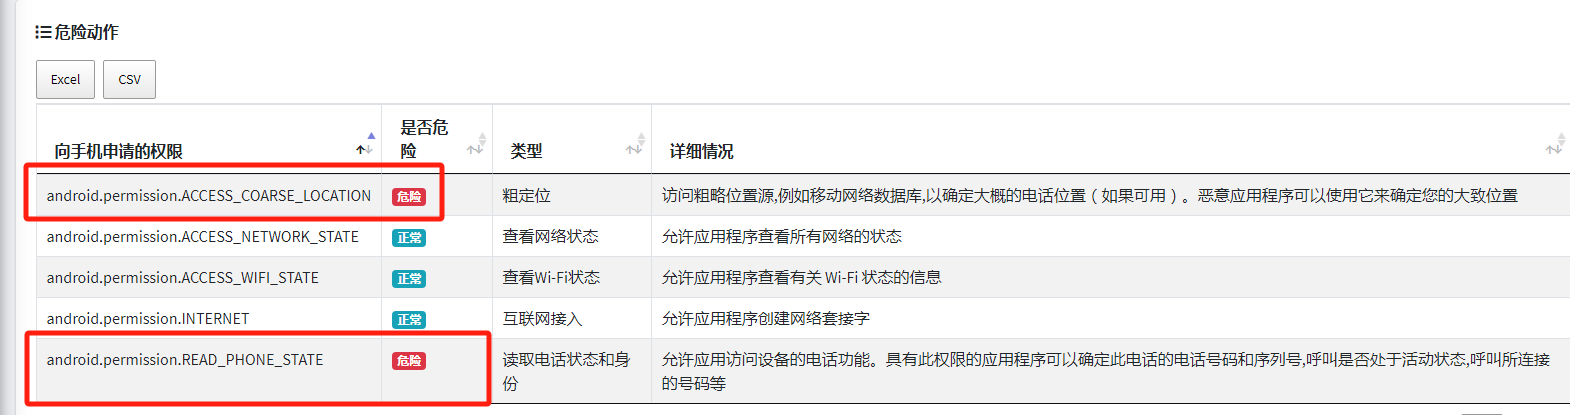 危险动作
Excel CSV
向手机申请的权限 是否危险 类型 详细情况
android.permission.ACCESS_COARSE_LOCATION 危险 粗定位 访问粗略位置源,例如移动网络数据库,以确定大概的电话位置（如果可用）。恶意应用程序可以使用它来确定您的大致位置
android.permission.ACCESS_NETWORK_STATE 正常 查看网络状态 允许应用程序查看所有网络的状态
android.permission.ACCESS_WIFI_STATE 正常 查看Wi-Fi状态 允许应用程序查看有关 Wi-Fi 状态的信息
android.permission.INTERNET 正常 互联网接入 允许应用程序创建网络套接字
android.permission.READ_PHONE_STATE 危险 读取电话状态和身份 允许应用访问设备的电话功能。具有此权限的应用程序可以确定此电话的电话号码和序列号,呼叫是否处于活动状态,呼叫所连接的号码等